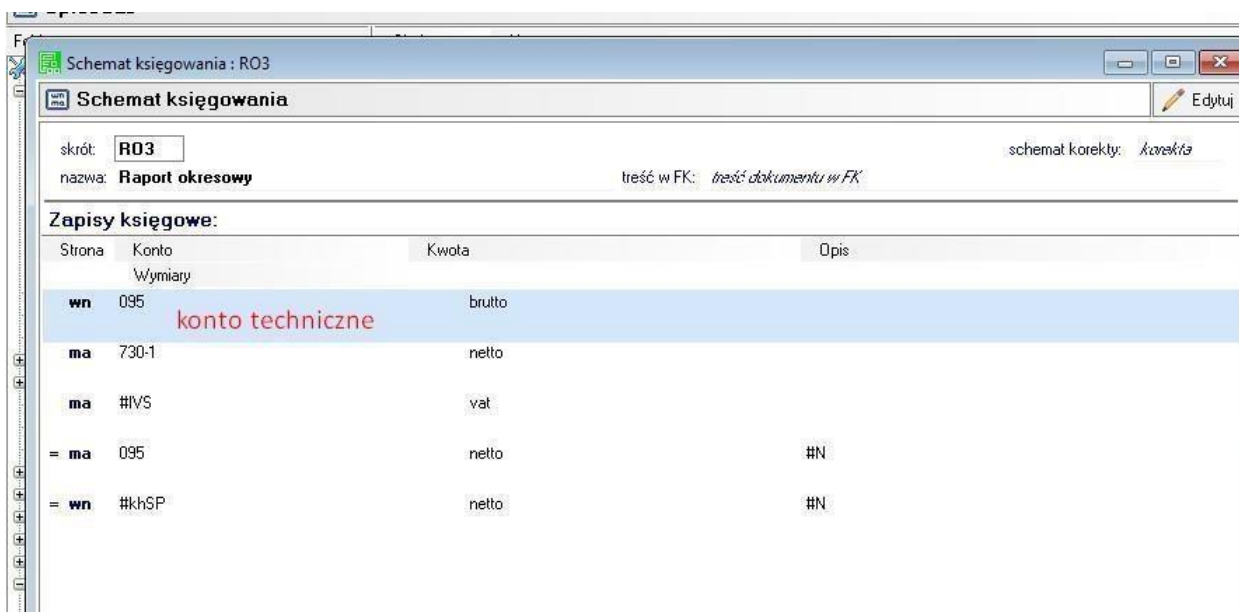 Schemat księgowania : RO3
Schemat księgowania
Edytuj
skrót: RO3
schemat korekty: korekta
nazwa: Raport okresowy
treść w FK: treść dokumentu w FK
Zapisy księgowe:
Strona Konto Kwota Opis
Wymiary
wn 095 brutto
konto techniczne
ma 730-1 netto
ma #IVS vat
= ma 095 netto #N
= wn #khSP netto #N